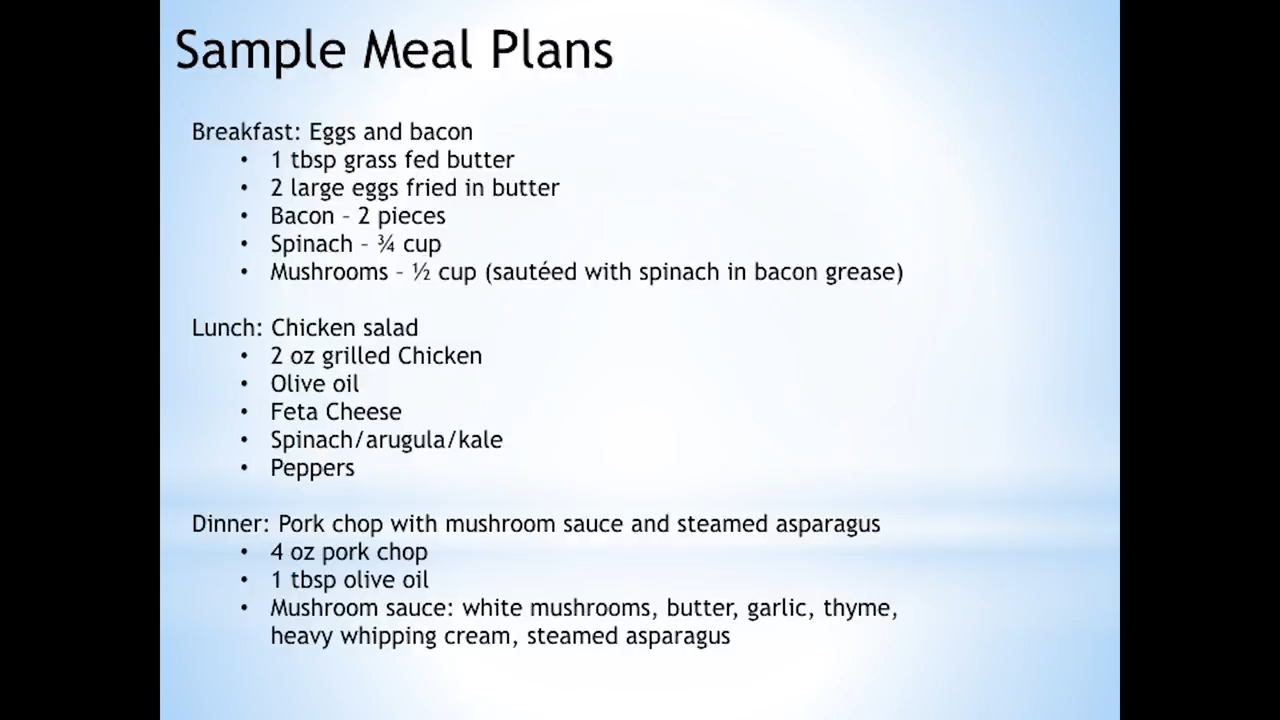 Sample Meal Plans
Breakfast: Eggs and bacon
• 1 tbsp grass fed butter
• 2 large eggs fried in butter
• Bacon – 2 pieces
• Spinach – ¾ cup
• Mushrooms – ½ cup (sautéed with spinach in bacon grease)
Lunch: Chicken salad
• 2 oz grilled Chicken
• Olive oil
• Feta Cheese
• Spinach/arugula/kale
• Peppers
Dinner: Pork chop with mushroom sauce and steamed asparagus
• 4 oz pork chop
• 1 tbsp olive oil
• Mushroom sauce: white mushrooms, butter, garlic, thyme,
heavy whipping cream, steamed asparagus